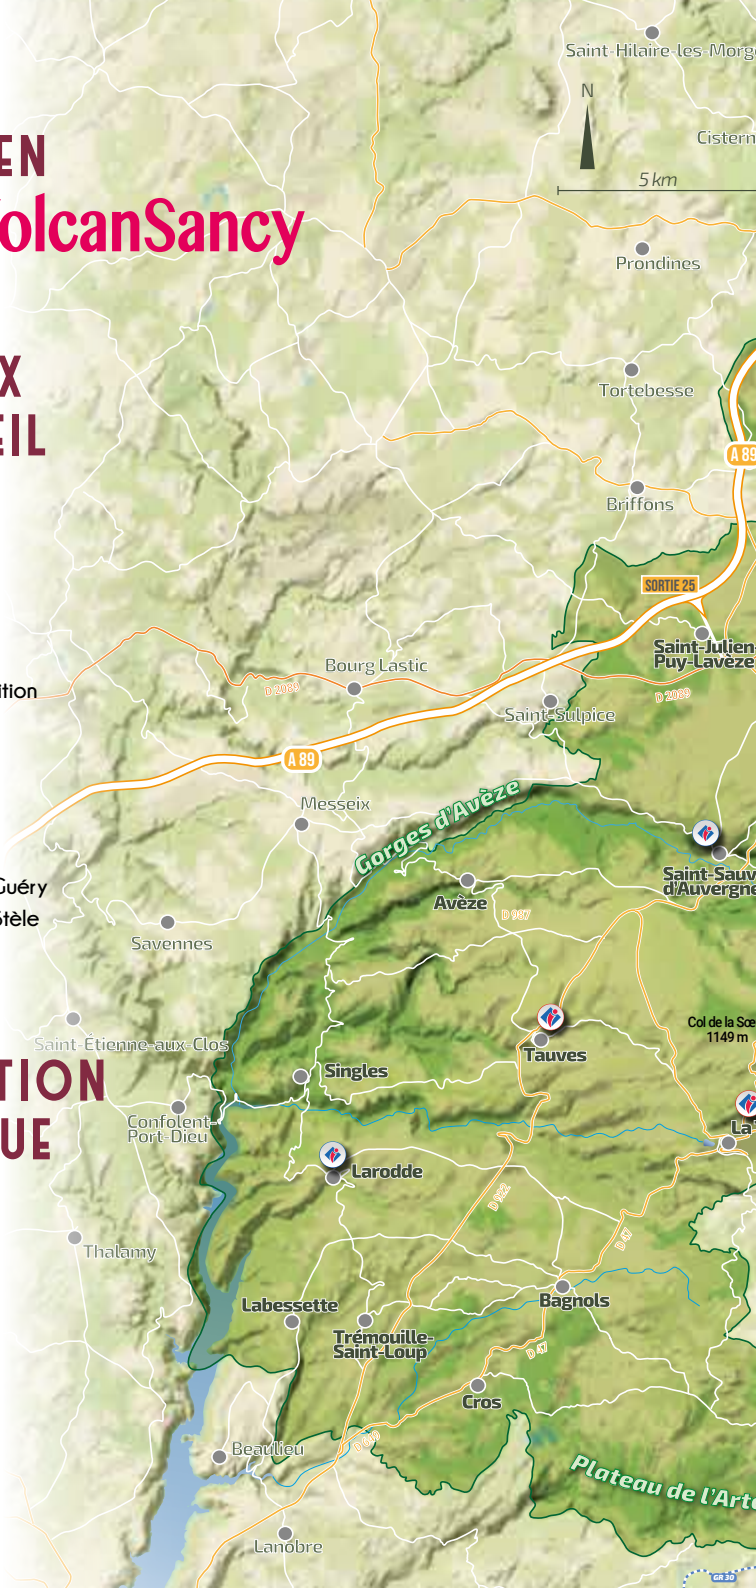 Saint-Hilaire-les-Monge
N
Cistern
EN
5 km
olcanSancy
Prondines
X
EIL
Tortebesse
A 89
Briffons
SORTIE 25
Saint-Julien-
Puy-Lavèze
Bourg Lastic
ition
D 2089
D 2089
Saint-Sulpice
A 89
Gorges d'Avèze
Messeix
Saint-Sauv
d'Auvergne
Guéry
Avèze
D 987
tèle
Savennes
Col de la Sœ
1149 m
Saint-Étienne-aux-Clos
Tauves
TION
Singles
UE
Confolent-
Port-Dieu
La
Larodde
D 922
D 47
Thalamy
Labessette
Bagnols
Trémouille-
Saint-Loup
D 47
Cros
Beaulieu
Plateau de l'Arte
Lanobre
GR 30